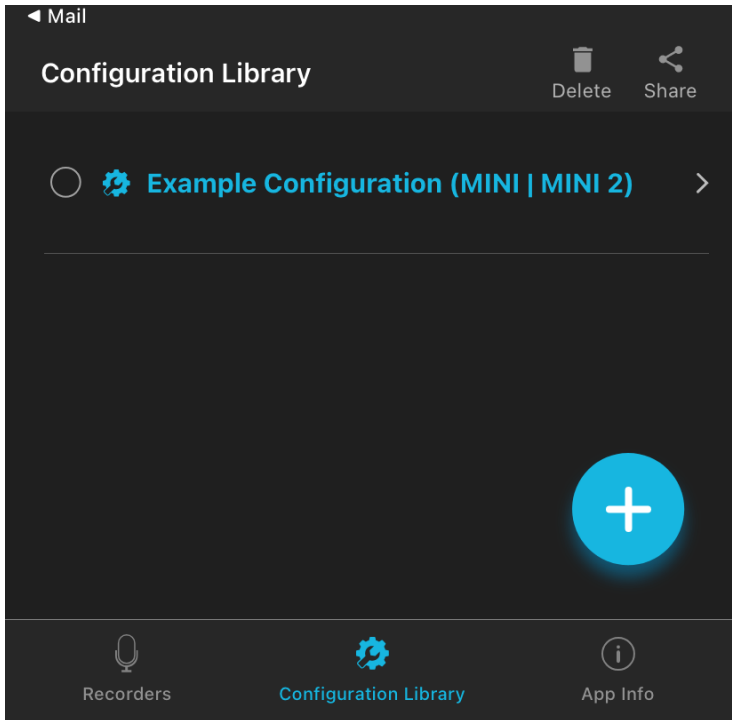 ◀ Mail
Configuration Library
Delete Share
Example Configuration (MINI | MINI 2)
Recorders Configuration Library App Info